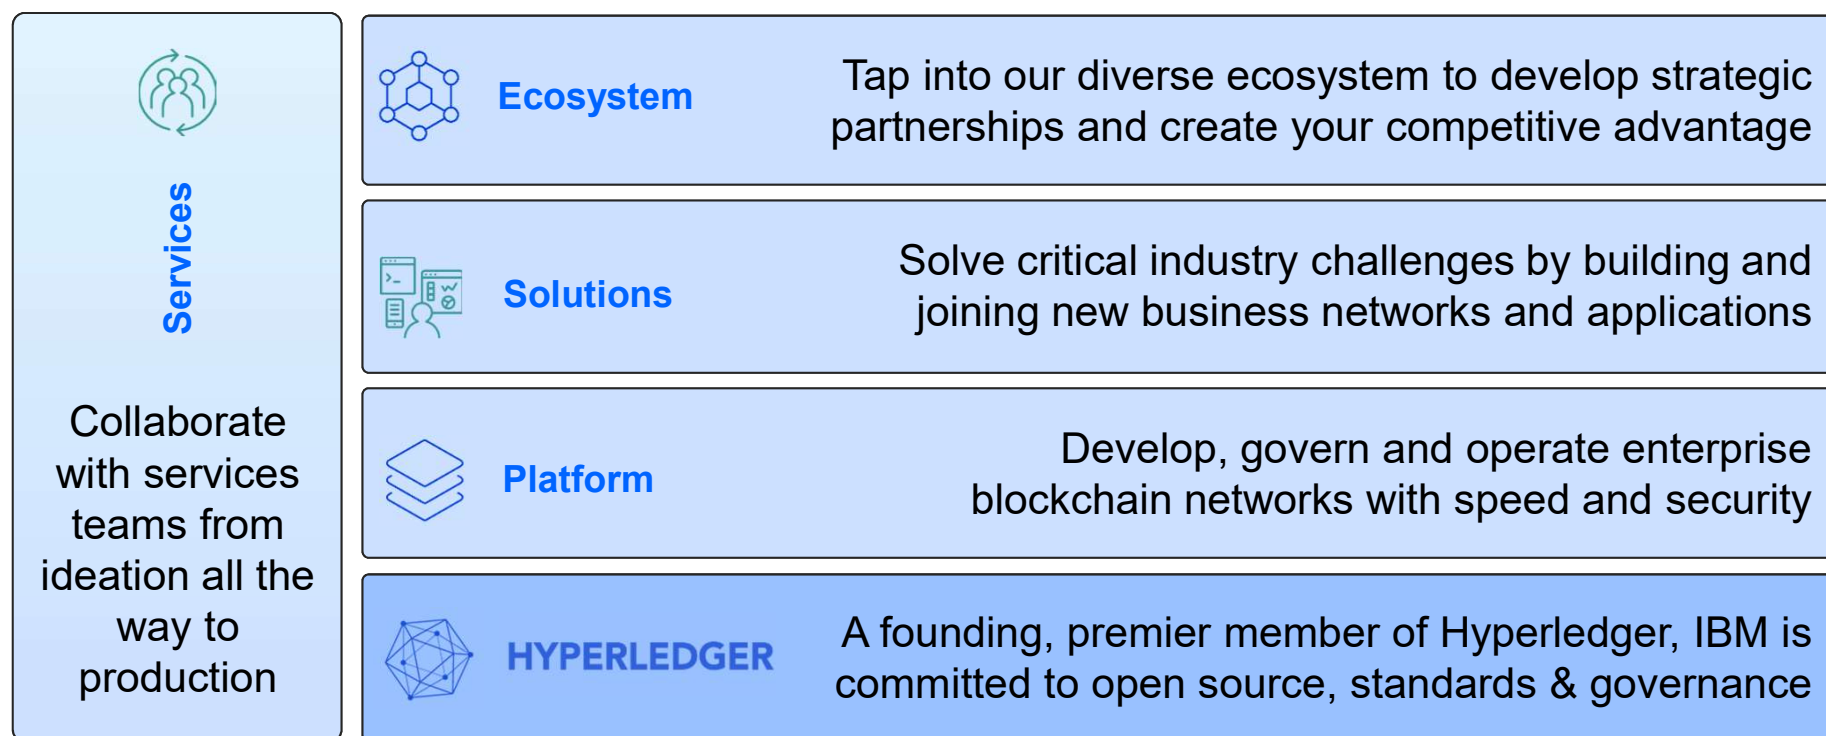 Services
Collaborate
with services
teams from
ideation all the
way to
production
Ecosystem
Tap into our diverse ecosystem to develop strategic
partnerships and create your competitive advantage
Solutions
Solve critical industry challenges by building and
joining new business networks and applications
Platform
Develop, govern and operate enterprise
blockchain networks with speed and security
HYPERLEDGER
A founding, premier member of Hyperledger, IBM is
committed to open source, standards & governance